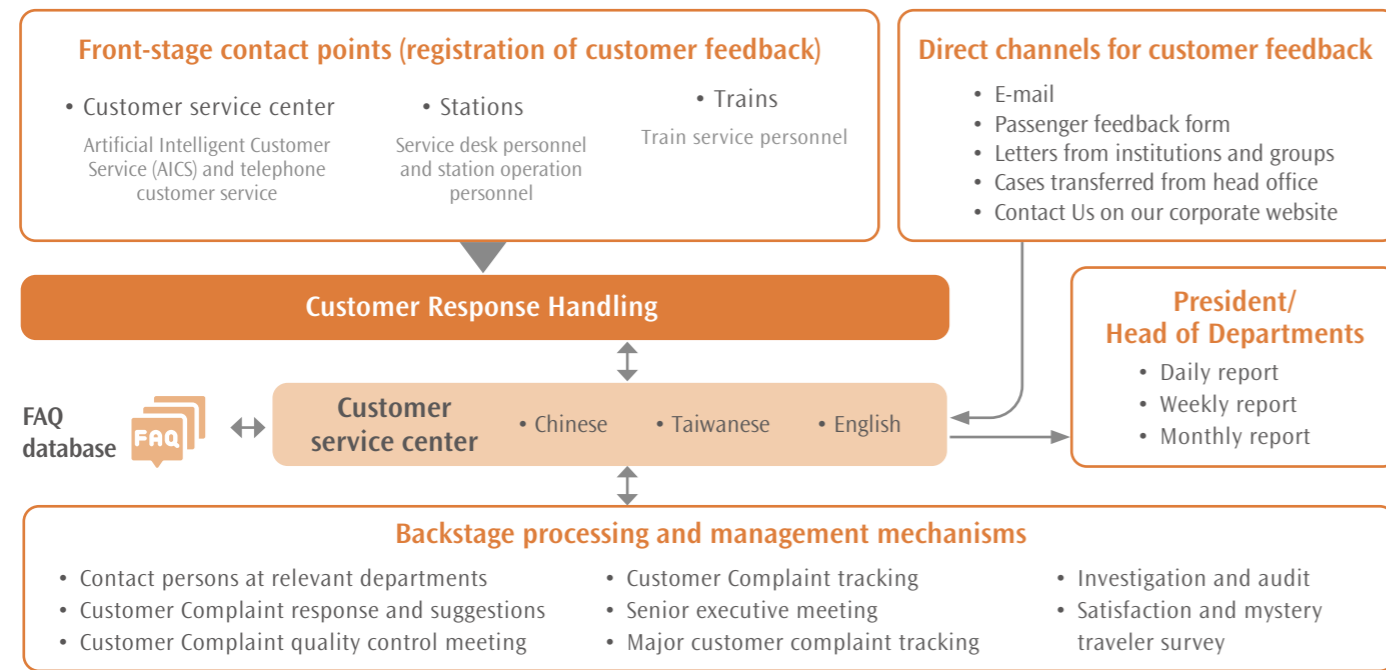 Front-stage contact points (registration of customer feedback)
• Customer service center
Artificial Intelligent Customer
Service (AICS) and telephone
customer service
• Stations
Service desk personnel
and station operation
personnel
• Trains
Train service personnel
Direct channels for customer feedback
• E-mail
• Passenger feedback form
• Letters from institutions and groups
• Cases transferred from head office
• Contact Us on our corporate website
Customer Response Handling
President/
Head of Departments
• Daily report
• Weekly report
• Monthly report
FAQ
database
FAQ
Customer
service center
• Chinese
• Taiwanese
• English
Backstage processing and management mechanisms
• Contact persons at relevant departments
• Customer Complaint response and suggestions
• Customer Complaint quality control meeting
• Customer Complaint tracking
• Senior executive meeting
• Major customer complaint tracking
• Investigation and audit
• Satisfaction and mystery
traveler survey